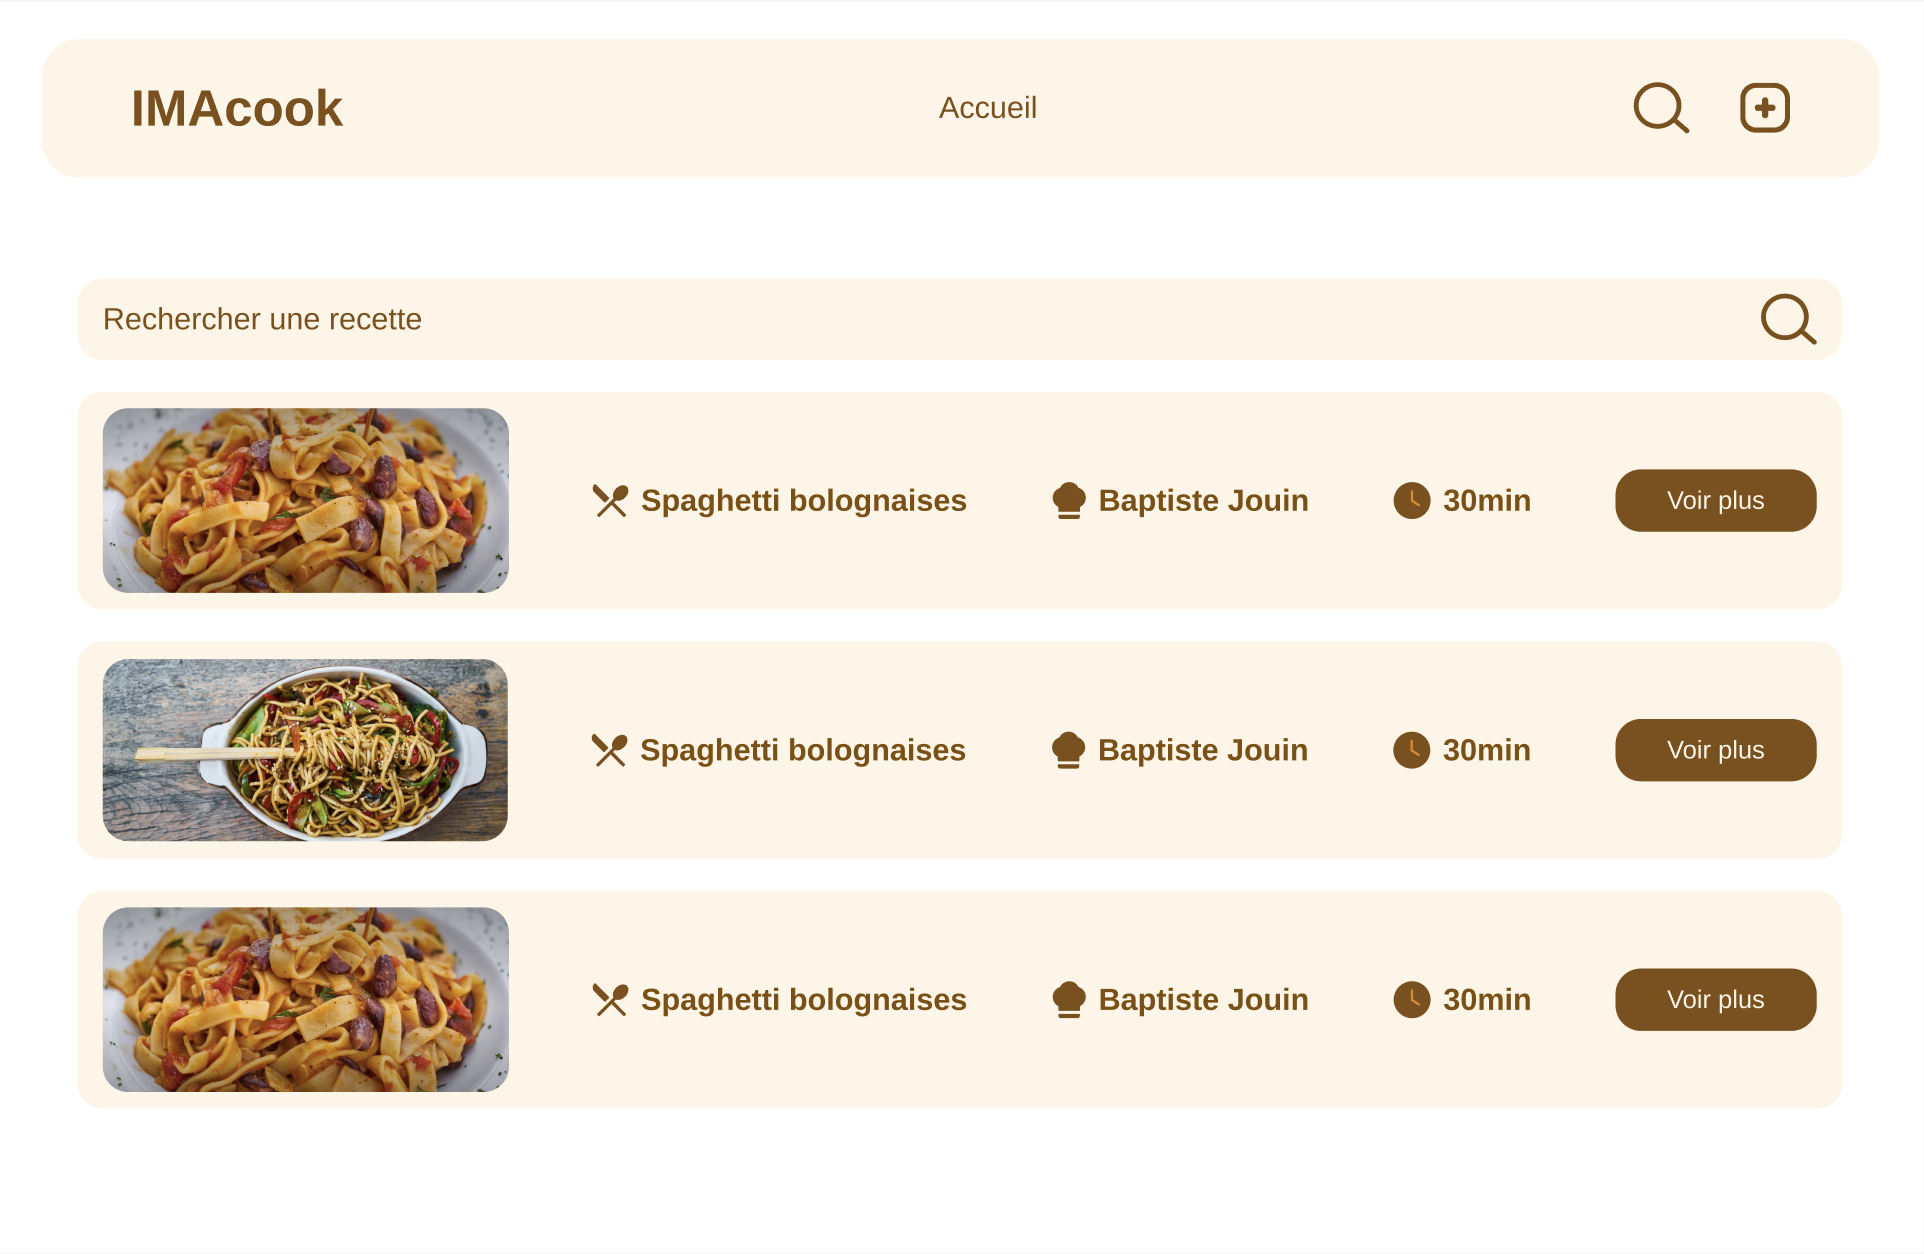 IMAcook
Accueil
Rechercher une recette
Spaghetti bolognaises
Baptiste Jouin
30min
Voir plus
Spaghetti bolognaises
Baptiste Jouin
30min
Voir plus
Spaghetti bolognaises
Baptiste Jouin
30min
Voir plus